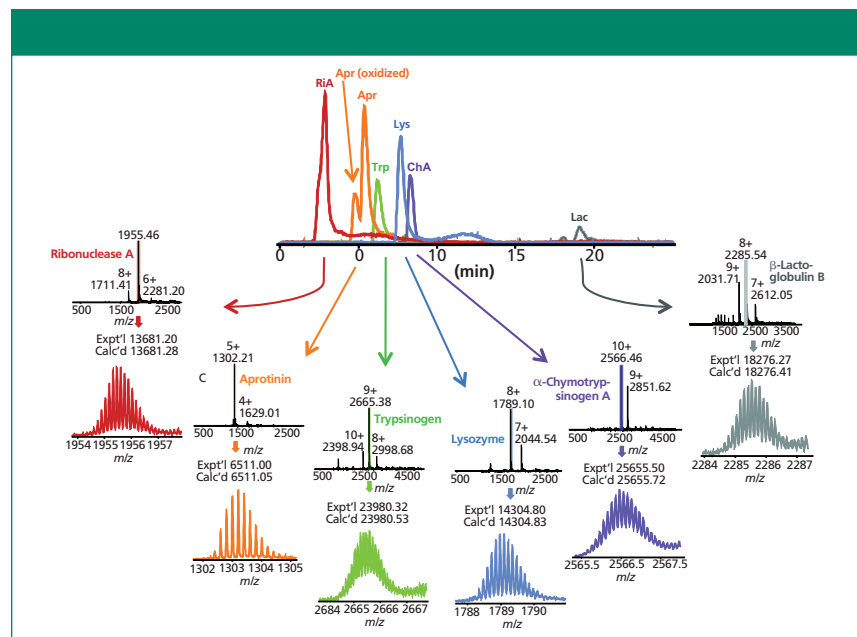 Apr (oxidized)
RiA
Apr
Lys
Trp
ChA
Lac
0
0
10
20
(min)
Ribonuclease A
1955.46
8+
1711.41
6+
2281.20
500
1500
2500
m/z
Expt'l 13681.20
Calc'd 13681.28
1954
1955
1956
1957
m/z
C
Aprotinin
5+
1302.21
4+
1629.01
500
1500
2500
m/z
Expt'l 6511.00
Calc'd 6511.05
1302
1303
1304
1305
m/z
Trypsinogen
9+
2665.38
10+
2398.94
8+
2998.68
500
2500
4500
m/z
Expt'l 23980.32
Calc'd 23980.53
2684
2665
2666
2667
m/z
Lysozyme
8+
1789.10
7+
2044.54
500
1500
2500
m/z
Expt'l 14304.80
Calc'd 14304.83
1788
1789
1790
m/z
α-Chymotryp-
sinogen A
10+
2566.46
9+
2851.62
500
2500
4500
m/z
Expt'l 25655.50
Calc'd 25655.72
2565.5
2566.5
2567.5
m/z
β-Lacto-
globulin B
8+
2285.54
9+
2031.71
7+
2612.05
1500
2500
3500
m/z
Expt'l 18276.27
Calc'd 18276.41
2284
2285
2286
2287
m/z